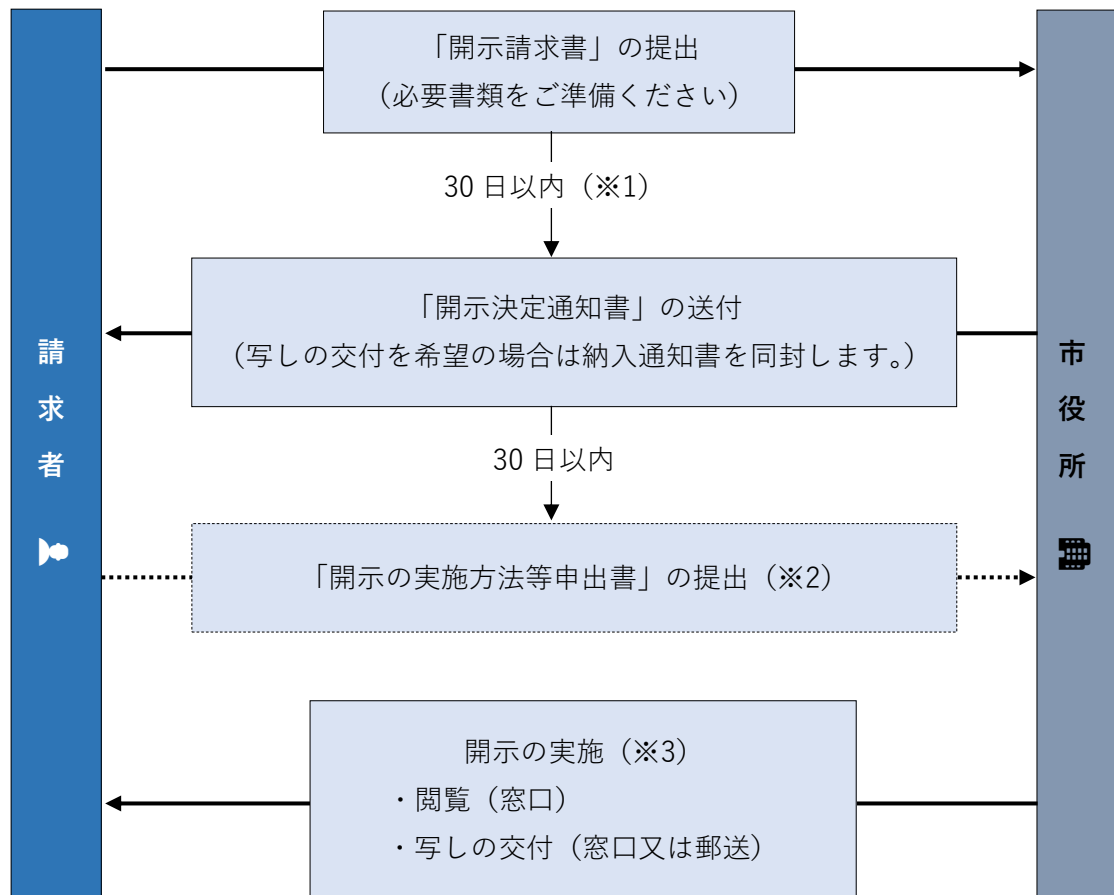 「開示請求書」の提出
（必要書類をご準備ください）
30 日以内（※1）
「開示決定通知書」の送付
（写しの交付を希望の場合は納入通知書を同封します。）
請求者
市役所
30 日以内
「開示の実施方法等申出書」の提出（※2）
開示の実施（※3）
・閲覧（窓口）
・写しの交付（窓口又は郵送）